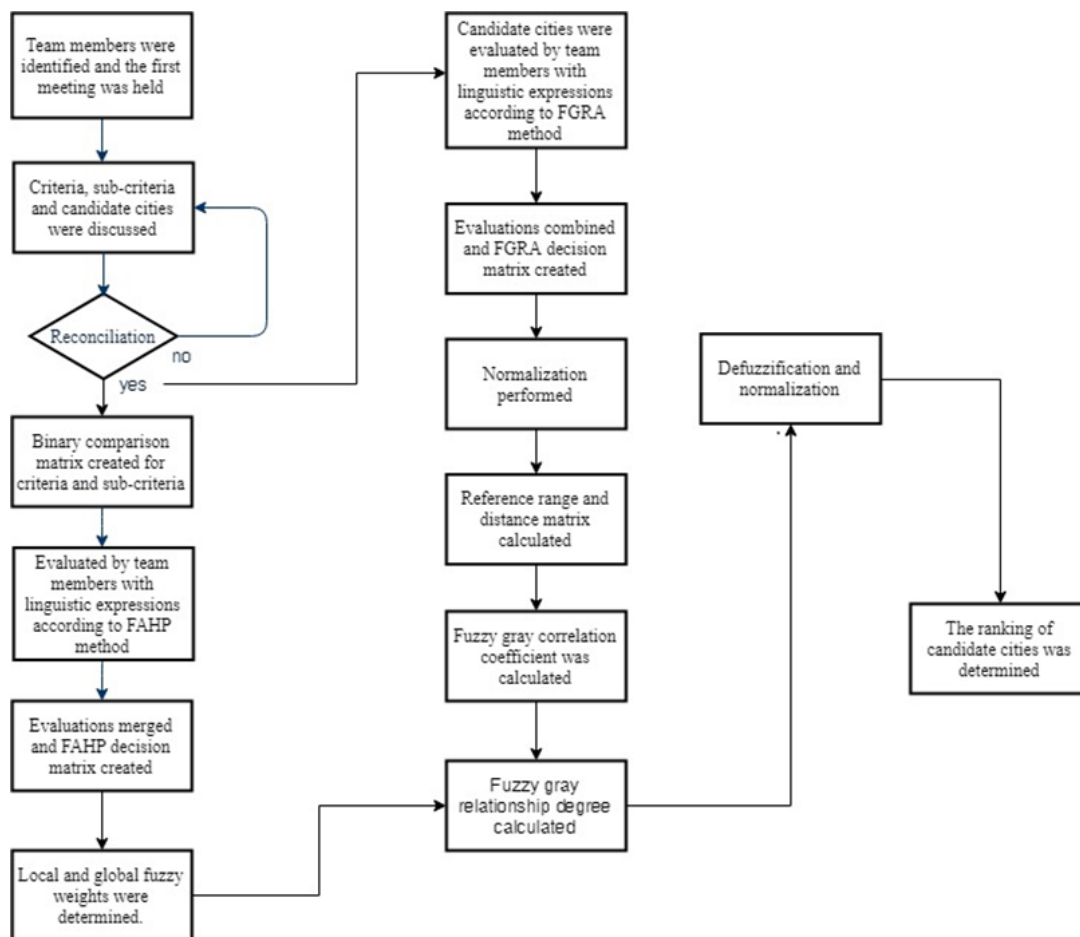 Team members were
identified and the first
meeting was held
Criteria, sub-criteria
and candidate cities
were discussed
Reconciliation
no
yes
Binary comparison
matrix created for
criteria and sub-criteria
Evaluated by team
members with
linguistic expressions
according to FAHP
method
Evaluations merged
and FAHP decision
matrix created
Local and global fuzzy
weights were
determined.
Candidate cities were
evaluated by team
members with
linguistic expressions
according to FGRA
method
Evaluations combined
and FGRA decision
matrix created
Normalization
performed
Reference range and
distance matrix
calculated
Fuzzy gray correlation
coefficient was
calculated
Fuzzy gray
relationship degree
calculated
Defuzzification and
normalization
The ranking of
candidate cities was
determined